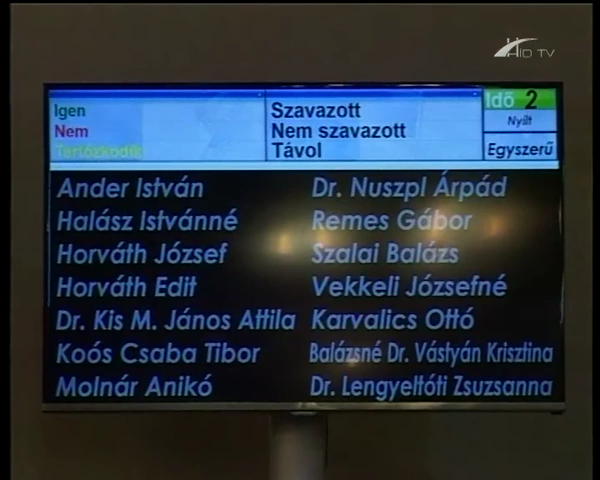 HÍD TV
Igen
Nem
Tartózkodik
Szavazott
Nem szavazott
Távol
Idő 2
Nyílt
Egyszerű
Ander István
Halász Istvánné
Horváth József
Horváth Edit
Dr. Kis M. János Attila
Koós Csaba Tibor
Molnár Anikó
Dr. Nuszpl Árpád
Remes Gábor
Szalai Balázs
Vekkeli Józsefné
Karvalics Ottó
Balázsné Dr. Vástyán Krisztina
Dr. Lengyeltóti Zsuzsanna